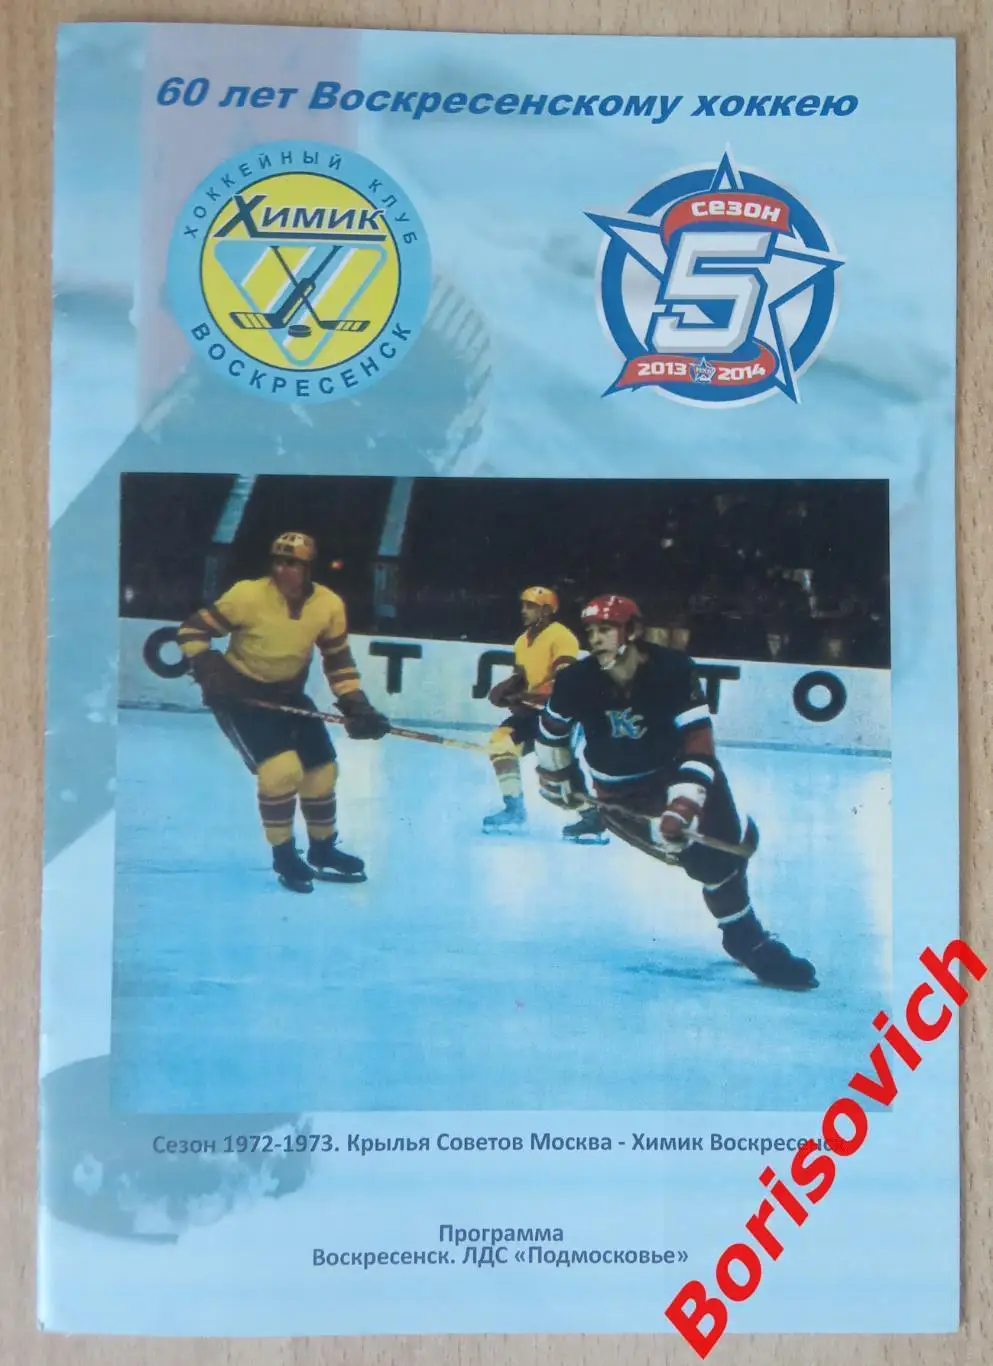 60 лет Воскресенскому хоккею
ХОККЕЙНЫЙ КЛУБ
Химик
ВОСКРЕСЕНСК
СЕЗОН
5
2013 2014
КС
Сезон 1972-1973. Крылья Советов Москва - Химик Воскресенск
Программа
Воскресенск. ЛДС «Подмосковье»
Borisovich